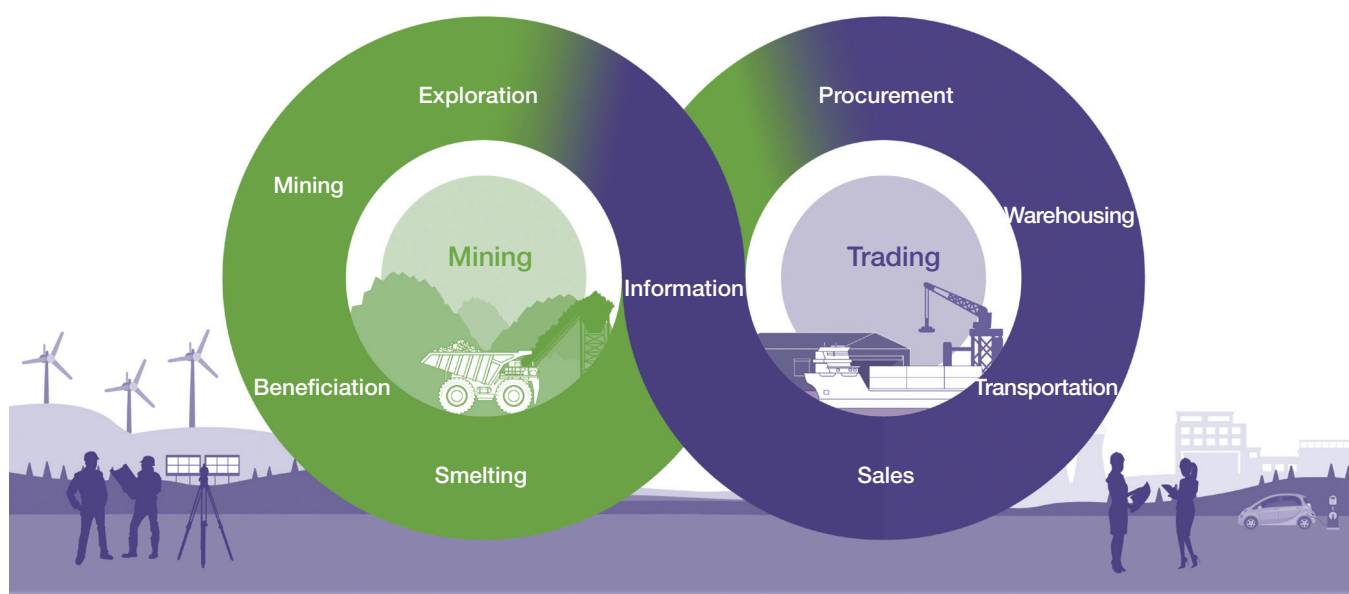 Exploration
Mining
Mining
Beneficiation
Smelting
Information
Procurement
Warehousing
Trading
Transportation
Sales